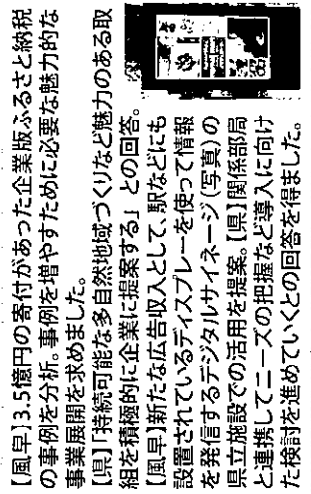 【風早】3.5億円の寄付があった企業版ふるさと納税
の事例を分析。事例を増やすために必要な魅力的な
事業展開を求めました。
【県】「持続可能な多自然地域づくりなど魅力のある取
組を積極的に企業に提案する」との回答。
【風早】新たな広告収入として、駅などにも
設置されているディスプレーを使って情報
を発信するデジタルサイネージ(写真)の
県立施設での活用を提案。【県】関係部局
と連携してニーズの把握など導入に向け
た検討を進めていくとの回答を得ました。